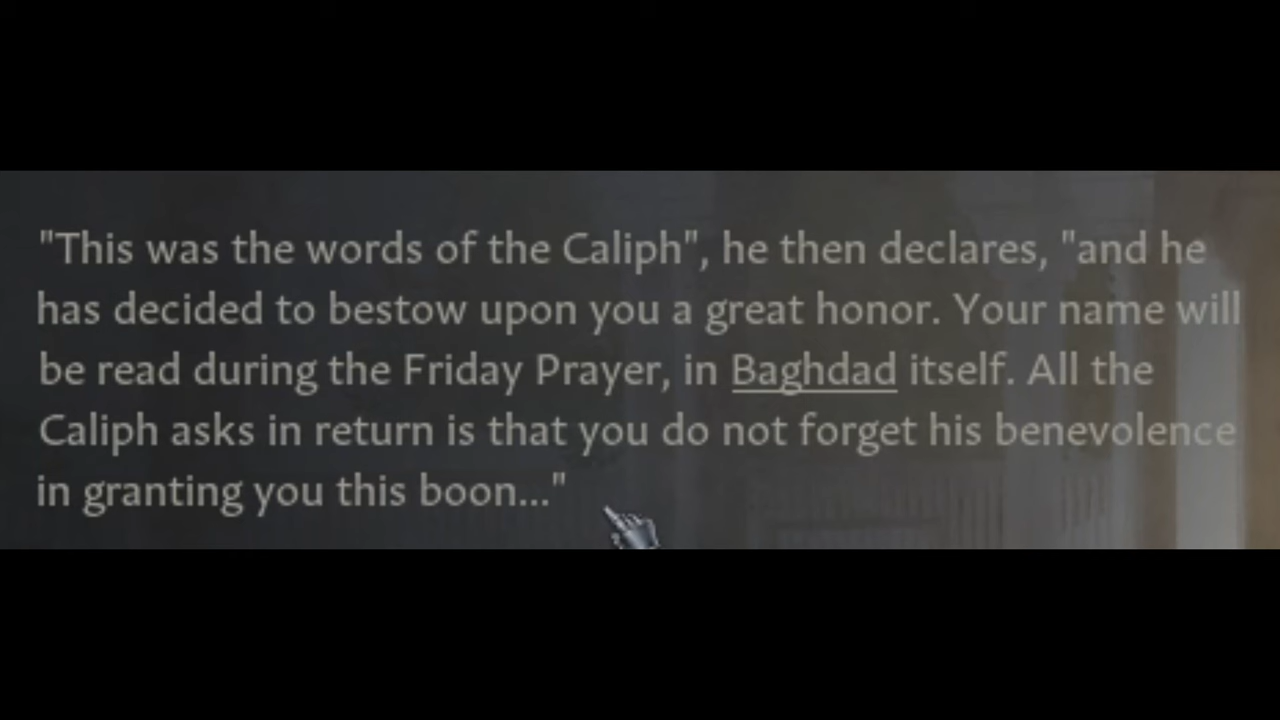 "This was the words of the Caliph", he then declares, "and he
has decided to bestow upon you a great honor. Your name will
be read during the Friday Prayer, in Baghdad itself. All the
Caliph asks in return is that you do not forget his benevolence
in granting you this boon..."